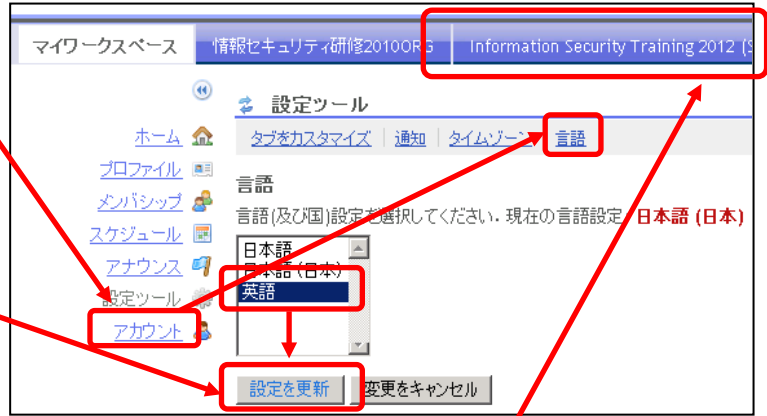 マイワークスペース
情報セキュリティ研修2010ORG
Information Security Training 2012 (S
設定ツール
タブをカスタマイズ | 通知 | タイムゾーン | 言語
ホーム
プロファイル
メンバシップ
スケジュール
アナウンス
設定ツール
アカウント
言語
言語(及び国)設定を選択してください. 現在の言語設定 日本語 (日本)
日本語
日本語 (日本)
英語
設定を更新
変更をキャンセル